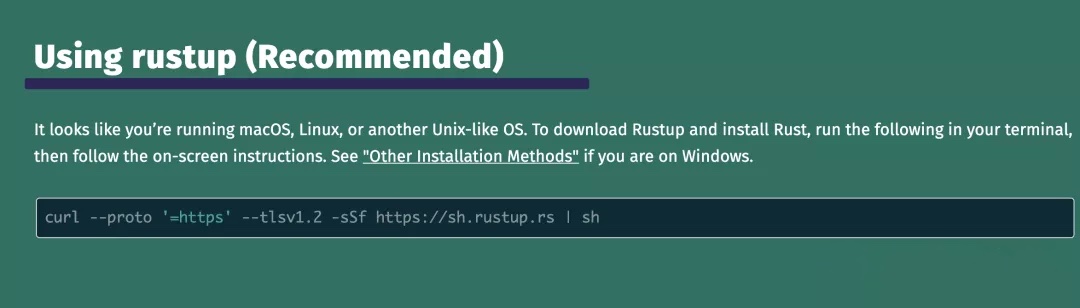 Using rustup (Recommended)
It looks like you’re running macOS, Linux, or another Unix-like OS. To download Rustup and install Rust, run the following in your terminal,
then follow the on-screen instructions. See "Other Installation Methods" if you are on Windows.
curl --proto '=https' --tlsv1.2 -sSf https://sh.rustup.rs | sh